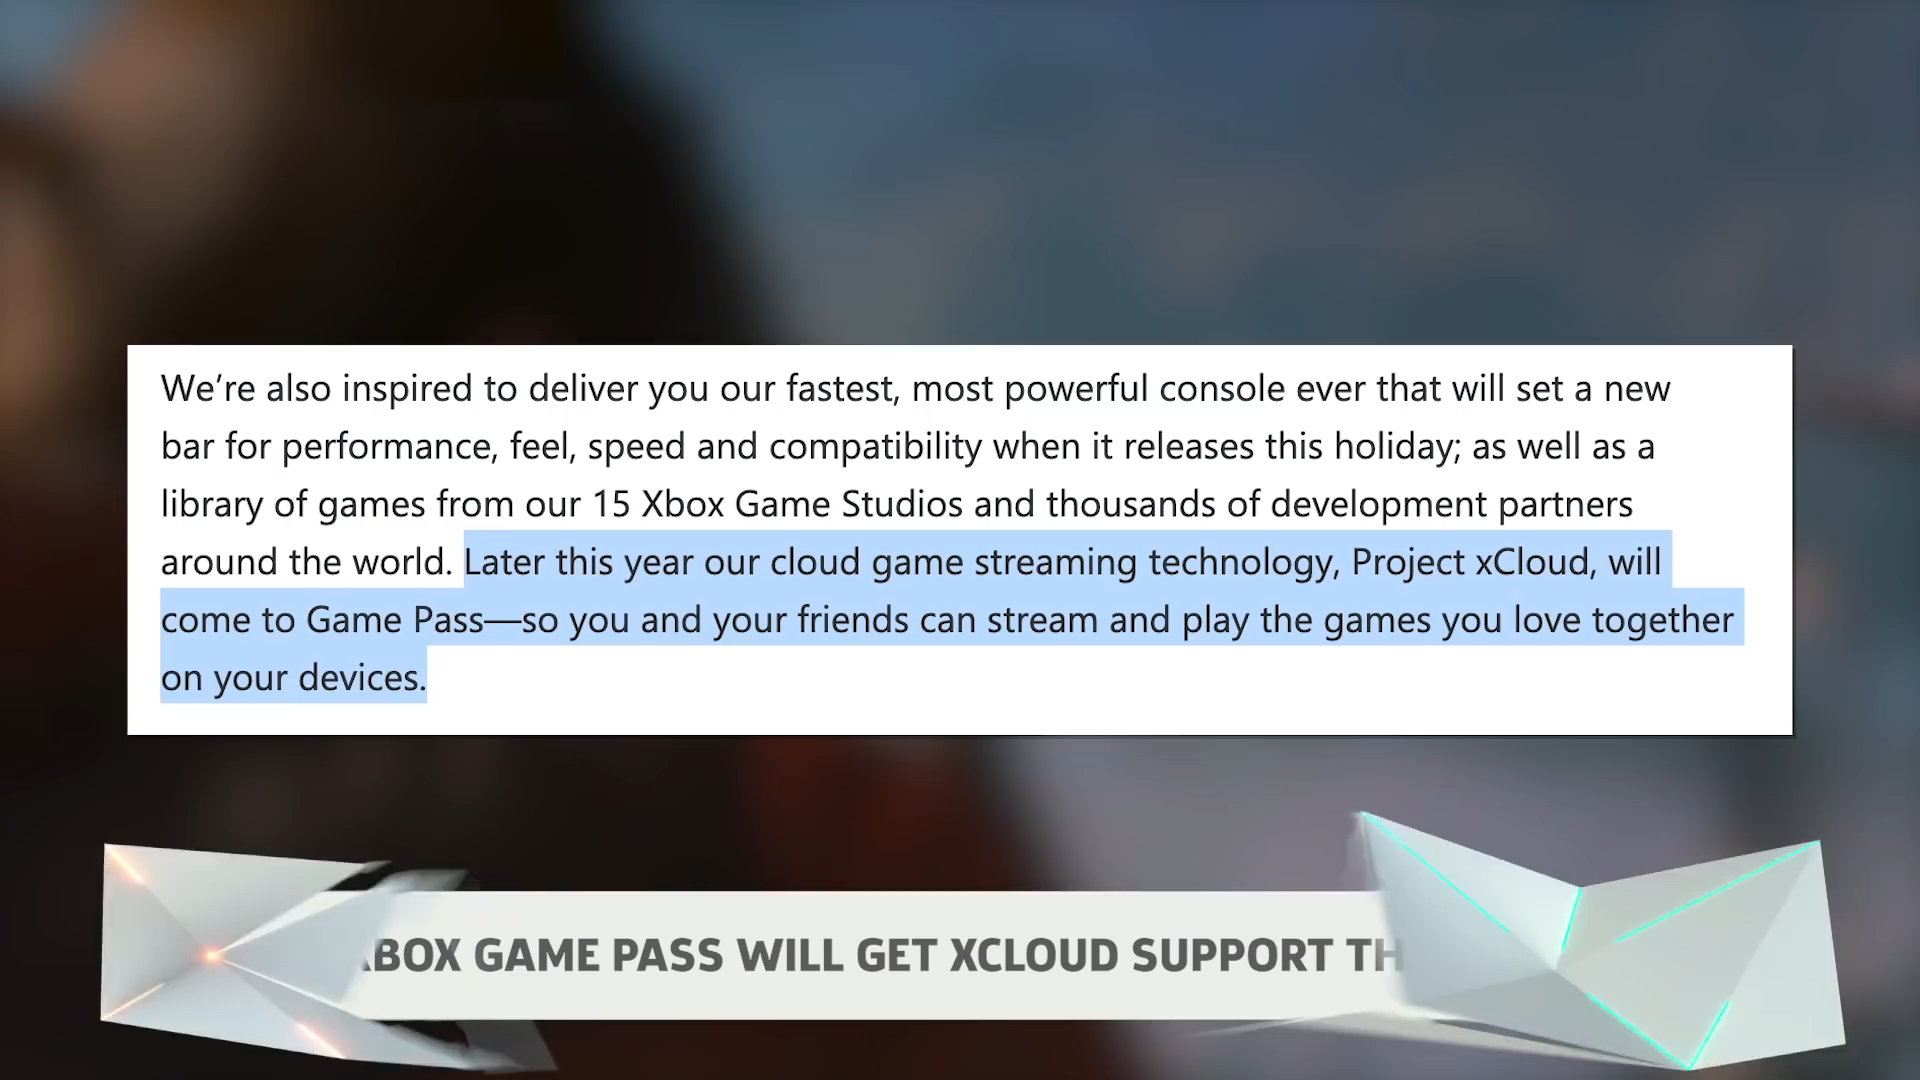 We’re also inspired to deliver you our fastest, most powerful console ever that will set a new
bar for performance, feel, speed and compatibility when it releases this holiday; as well as a
library of games from our 15 Xbox Game Studios and thousands of development partners
around the world. Later this year our cloud game streaming technology, Project xCloud, will
come to Game Pass—so you and your friends can stream and play the games you love together
on your devices.
XBOX GAME PASS WILL GET XCLOUD SUPPORT TH